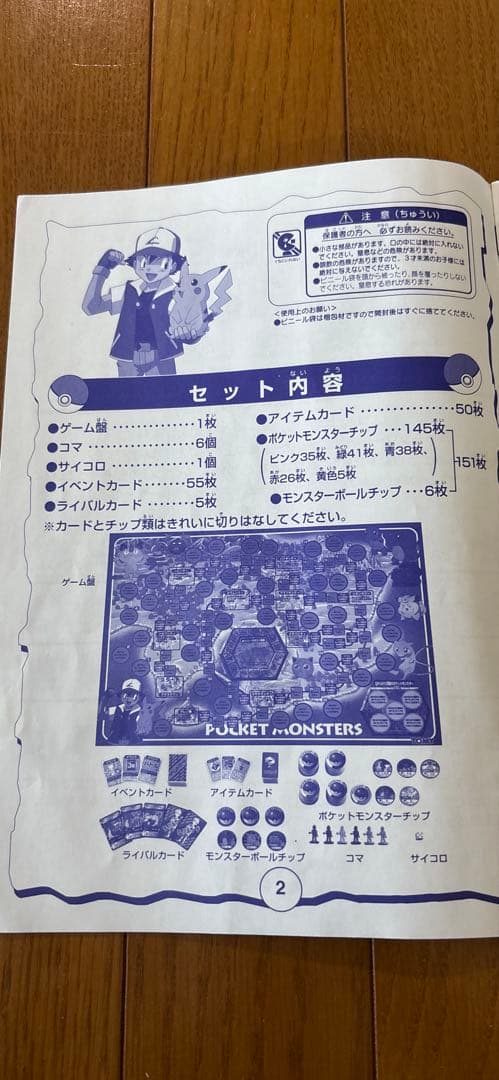 注意(ちゅうい)
保護者の方へ 必ずお読みください。
●小さな部品があります。口の中には絶対に入れない
でください。窒息などの危険があります。
●誤飲の危険がありますので、3才未満のお子様には
絶対に与えないでください。
●ビニール袋を頭から被ったり、顔を覆ったりしない
でください。窒息する恐れがあります。
<使用上のお願い>
●ビニール袋は梱包材ですので開封後はすぐに捨ててください。
セット内容
●ゲーム盤 ‥‥‥‥‥‥1枚
●コマ ‥‥‥‥‥‥‥6個
●サイコロ ‥‥‥‥‥‥1個
●イベントカード ‥‥‥55枚
●ライバルカード ‥‥‥5枚
●アイテムカード ‥‥‥‥‥‥50枚
●ポケットモンスターチップ ‥‥145枚
(ピンク35枚、緑41枚、青38枚、
赤26枚、黄色5枚)
●モンスターボールチップ ‥‥6枚
151枚
※カードとチップ類はきれいに切りはなしてください。
ゲーム盤
POCKET MONSTERS
イベントカード
アイテムカード
ポケットモンスターチップ
ライバルカード
モンスターボールチップ
コマ
サイコロ
2